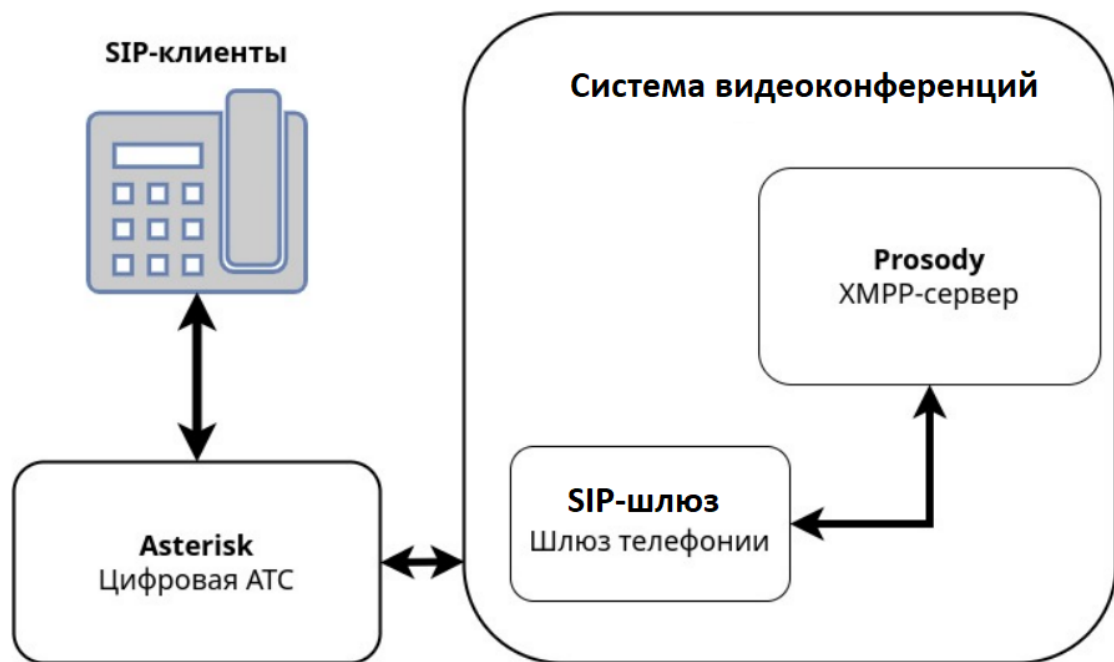 SIP-клиенты
Система видеоконференций
Prosody
XMPP-сервер
SIP-шлюз
Шлюз телефонии
Asterisk
Цифровая АТС